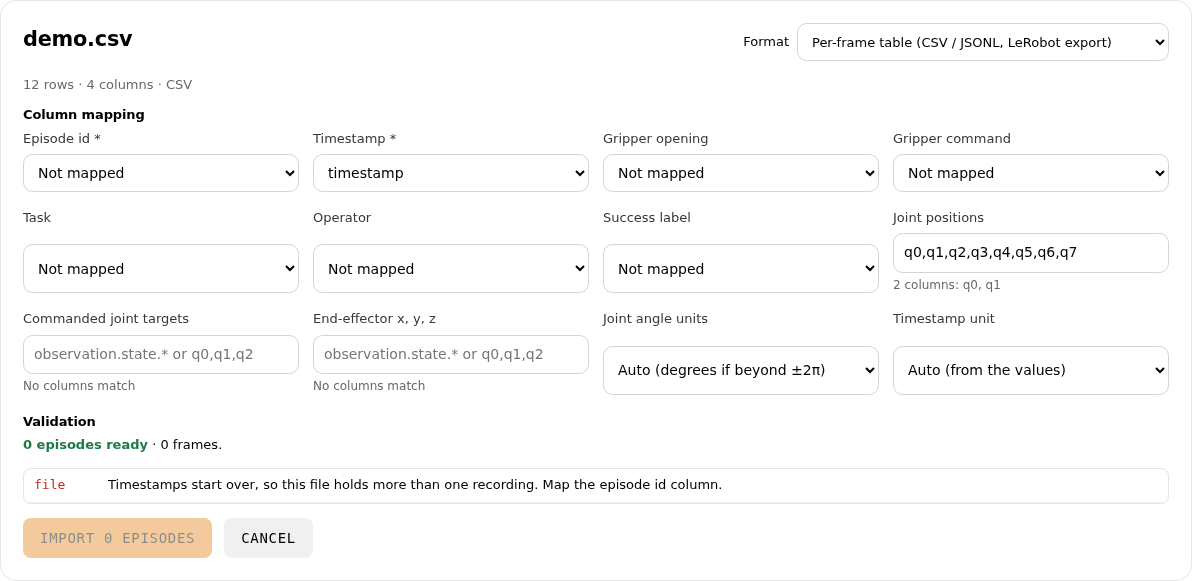 demo.csv
Format
Per-frame table (CSV / JSONL, LeRobot export)
12 rows · 4 columns · CSV
Column mapping
Episode id *
Timestamp *
Gripper opening
Gripper command
Not mapped
timestamp
Not mapped
Not mapped
Task
Operator
Success label
Joint positions
Not mapped
Not mapped
Not mapped
q0,q1,q2,q3,q4,q5,q6,q7
2 columns: q0, q1
Commanded joint targets
End-effector x, y, z
Joint angle units
Timestamp unit
observation.state.* or q0,q1,q2
observation.state.* or q0,q1,q2
Auto (degrees if beyond ±2π)
Auto (from the values)
No columns match
No columns match
Validation
0 episodes ready · 0 frames.
file Timestamps start over, so this file holds more than one recording. Map the episode id column.
IMPORT 0 EPISODES
CANCEL